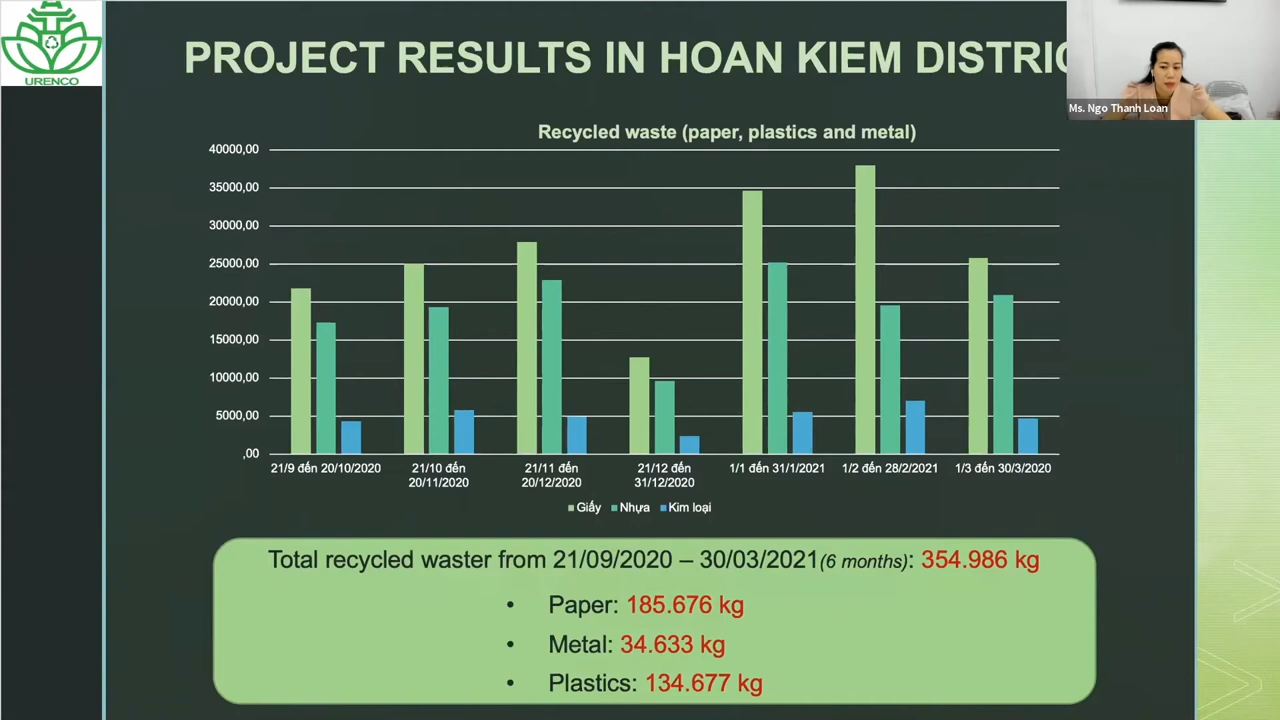 URENCO
PROJECT RESULTS IN HOAN KIEM DISTRIC
Ms. Ngo Thanh Loan
Recycled waste (paper, plastics and metal)
40000,00
35000,00
30000,00
25000,00
20000,00
15000,00
10000,00
5000,00
,00
21/9 đến 20/10/2020
21/10 đến
20/11/2020
21/11 đến
20/12/2020
21/12 đến
31/12/2020
1/1 đến 31/1/2021
1/2 đến 28/2/2021
1/3 đến 30/3/2020
Giấy Nhựa Kim loại
Total recycled waster from 21/09/2020 – 30/03/2021(6 months): 354.986 kg
• Paper: 185.676 kg
• Metal: 34.633 kg
• Plastics: 134.677 kg